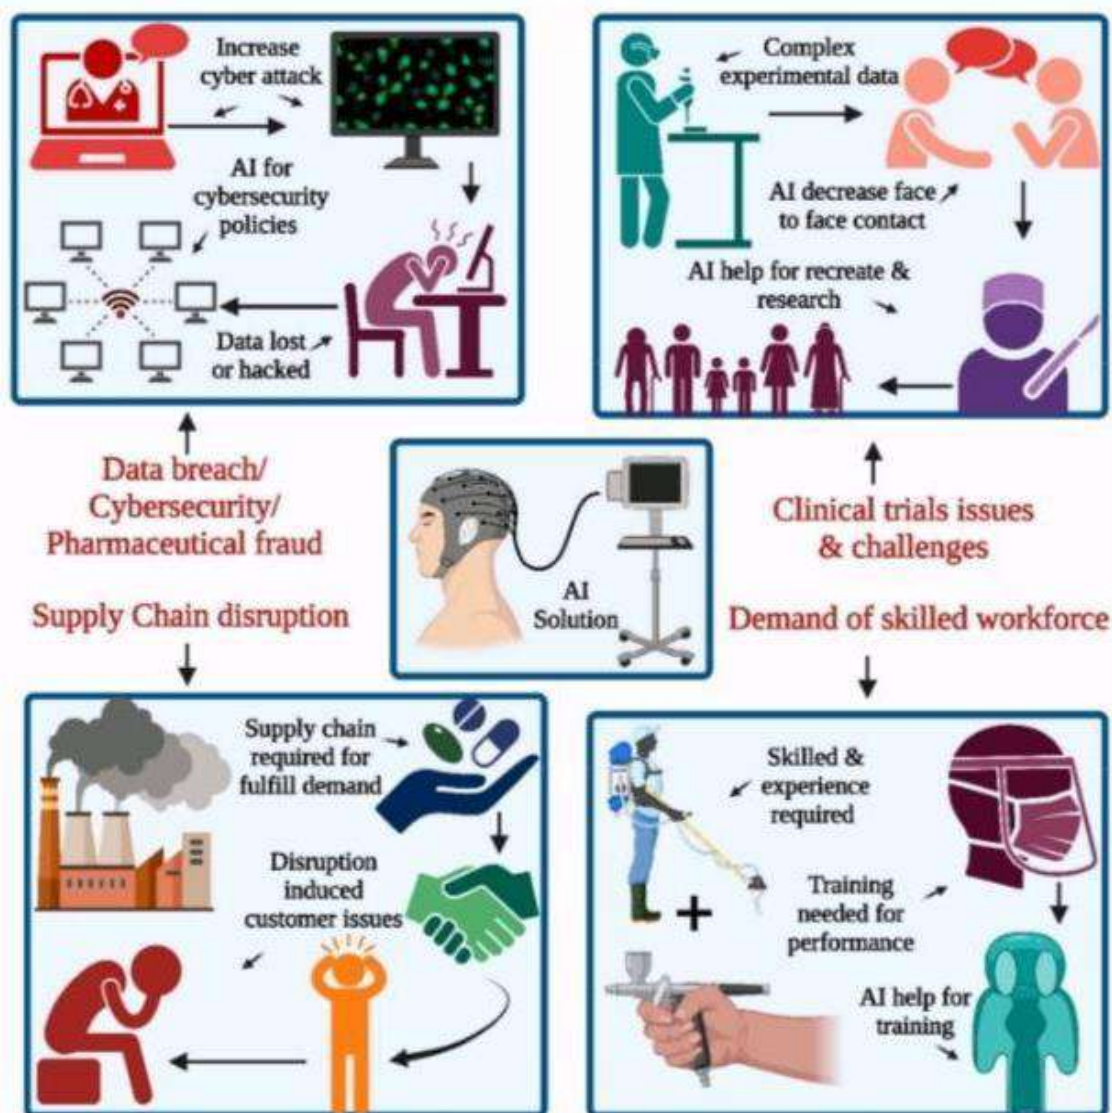 Increase
cyber attack
AI for
cybersecurity
policies
Data lost
or hacked
Complex
experimental data
AI decrease face
to face contact
AI help for recreate &
research
Data breach/
Cybersecurity/
Pharmaceutical fraud
Clinical trials issues
& challenges
AI
Solution
Supply Chain disruption
Demand of skilled workforce
Supply chain
required for
fulfill demand
Disruption
induced
customer issues
Skilled &
experience
required
Training
needed for
performance
AI help for
training